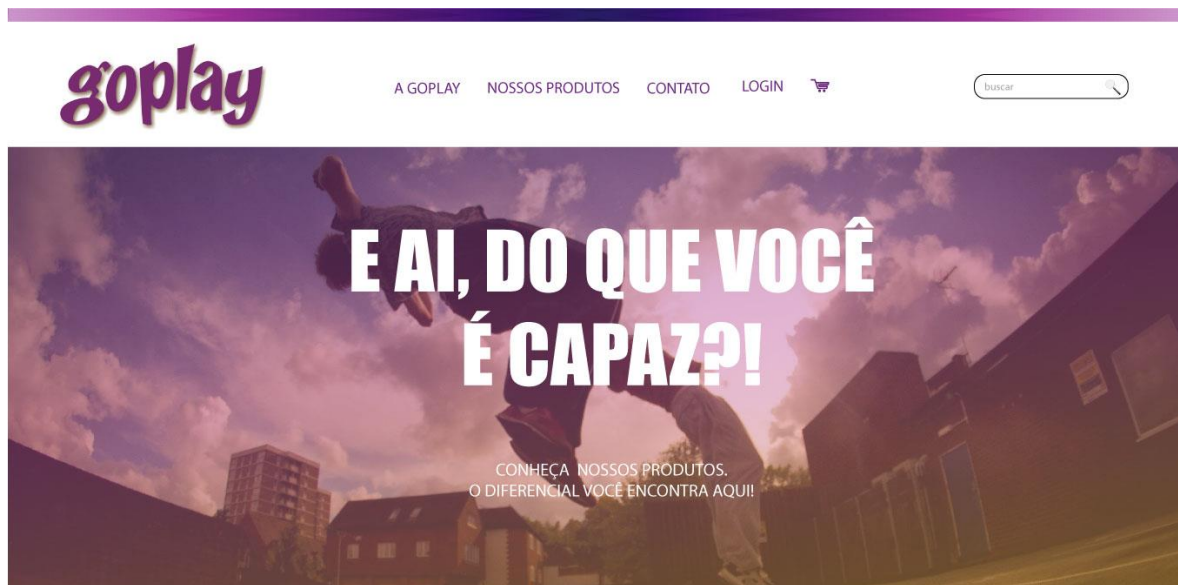 goplay
A GOPLAY NOSSOS PRODUTOS CONTATO LOGIN
buscar
E AI, DO QUE VOCÊ
É CAPAZ?!
CONHEÇA NOSSOS PRODUTOS.
O DIFERENCIAL VOCÊ ENCONTRA AQUI!